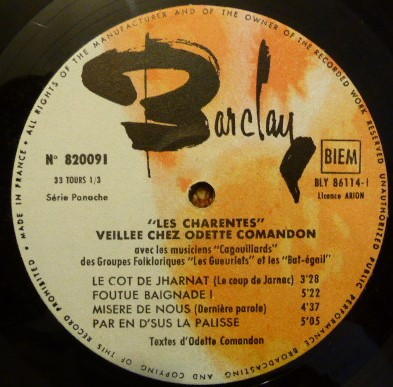 ALL RIGHTS OF THE MANUFACTURER AND OF THE OWNER OF THE RECORDED WORK RESERVED
UNAUTHORIZED PUBLIC PERFORMANCE BROADCASTING AND COPYING OF THIS RECORD PROHIBITED
MADE IN FRANCE
Barclay
N° 820091
BIEM
33 TOURS 1/3
BLY 86114-1
Série Panache
Licence ARION
"LES CHARENTES"
VEILLEE CHEZ ODETTE COMANDON
avec les musiciens "Cagouillards"
des Groupes Folkloriques "Les Gueurlets" et les "Bat-égail"
LE COT DE JHARNAT (Le coup de Jarnac) 3'28
FOUTUE BAIGNADE ! 5'22
MISERE DE NOUS (Dernière parole) 4'37
PAR EN D'SUS LA PALISSE 5'05
Textes d'Odette Comandon